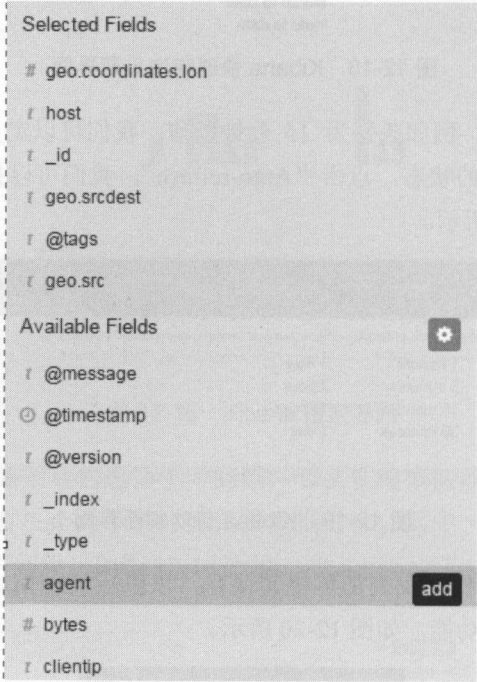 Selected Fields
# geo.coordinates.lon
t host
t _id
t geo.srcdest
t @tags
t geo.src
Available Fields
t @message
@timestamp
t @version
t _index
t _type
t agent add
# bytes
t clientip